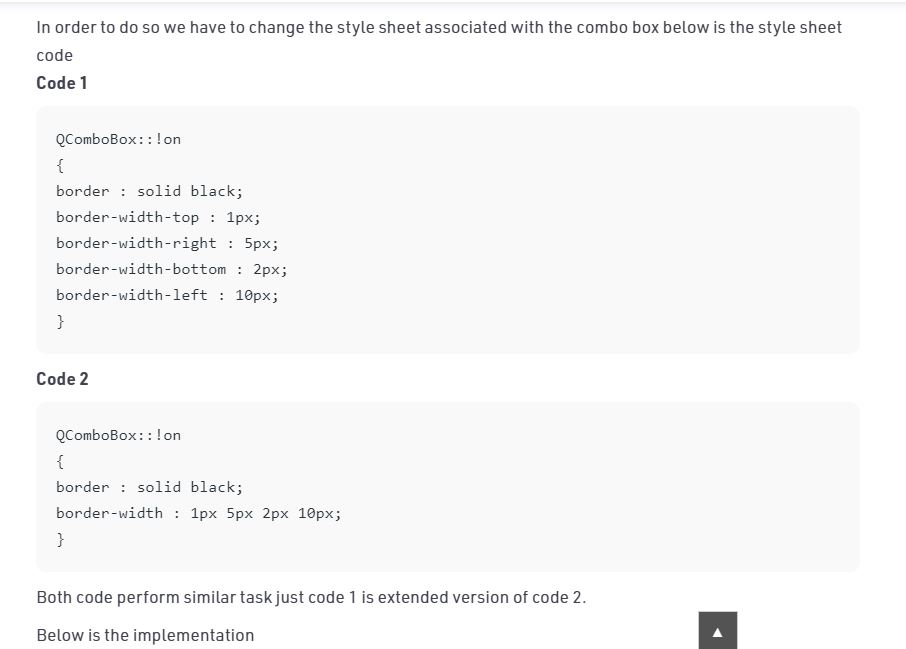 In order to do so we have to change the style sheet associated with the combo box below is the style sheet
code
Code 1
QComboBox::!on
{
border : solid black;
border-width-top : 1px;
border-width-right : 5px;
border-width-bottom : 2px;
border-width-left : 10px;
}
Code 2
QComboBox::!on
{
border : solid black;
border-width : 1px 5px 2px 10px;
}
Both code perform similar task just code 1 is extended version of code 2.
Below is the implementation